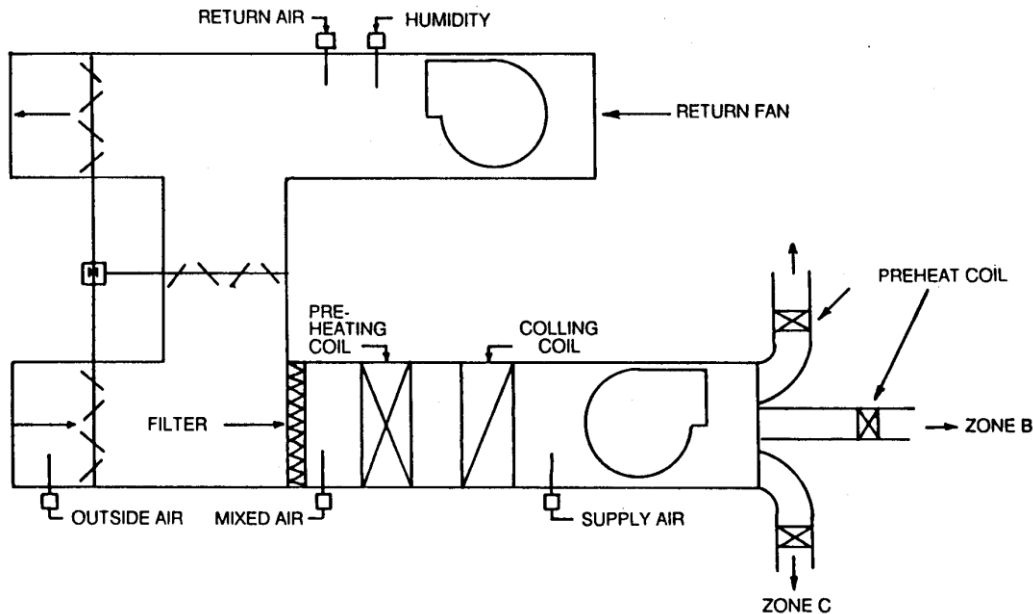 RETURN AIR
HUMIDITY
RETURN FAN
M
PREHEAT COIL
PRE-
HEATING
COIL
COLLING
COIL
FILTER
ZONE B
OUTSIDE AIR
MIXED AIR
SUPPLY AIR
ZONE C